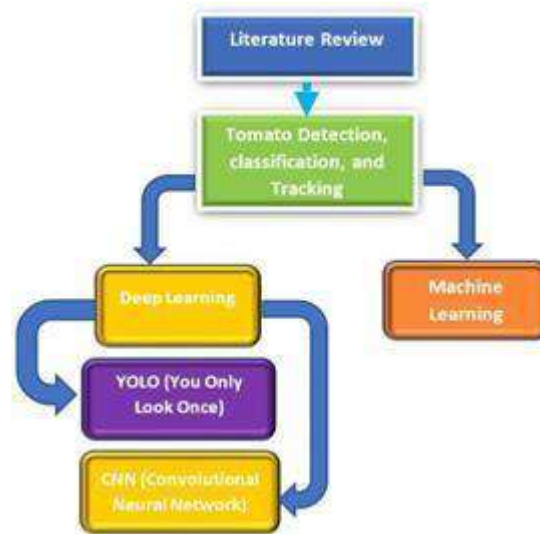 Literature Review
Tomato Detection,
classification, and
Tracking
Deep Learning
Machine
Learning
YOLO (You Only
Look Once)
CNN (Convolutional
Neural Network)